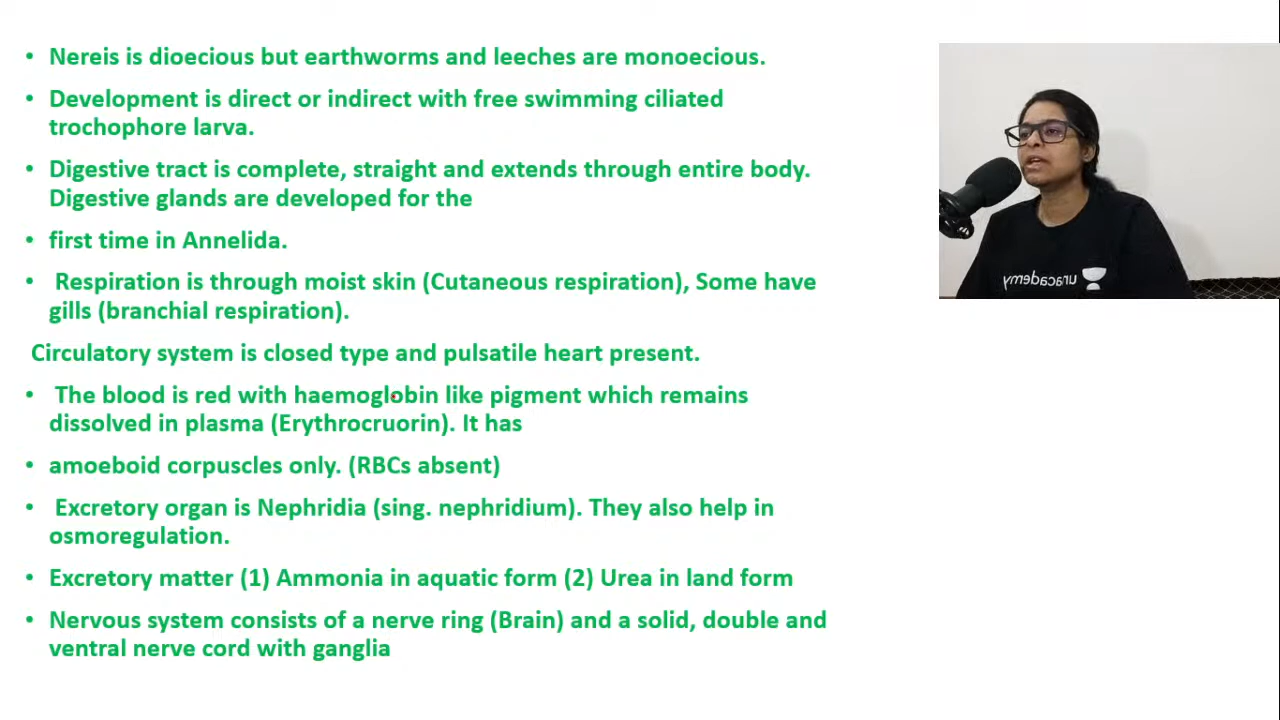 • Nereis is dioecious but earthworms and leeches are monoecious.
• Development is direct or indirect with free swimming ciliated
trochophore larva.
• Digestive tract is complete, straight and extends through entire body.
Digestive glands are developed for the
• first time in Annelida.
• Respiration is through moist skin (Cutaneous respiration), Some have
gills (branchial respiration).
Circulatory system is closed type and pulsatile heart present.
• The blood is red with haemoglobin like pigment which remains
dissolved in plasma (Erythrocruorin). It has
• amoeboid corpuscles only. (RBCs absent)
• Excretory organ is Nephridia (sing. nephridium). They also help in
osmoregulation.
• Excretory matter (1) Ammonia in aquatic form (2) Urea in land form
• Nervous system consists of a nerve ring (Brain) and a solid, double and
ventral nerve cord with ganglia
unacademy